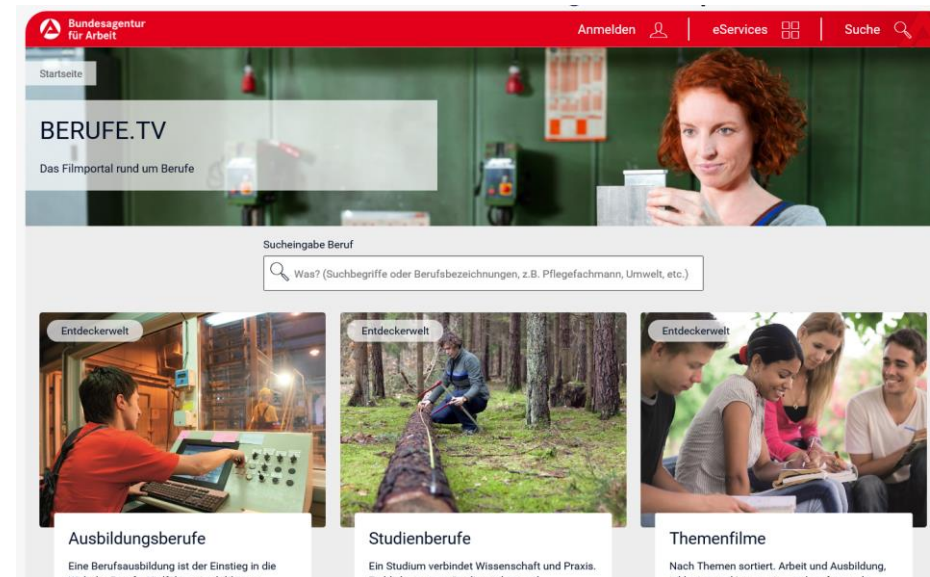 Bundesagentur
für Arbeit
Anmelden
eServices
Suche
Startseite
BERUFE.TV
Das Filmportal rund um Berufe
Sucheingabe Beruf
Was? (Suchbegriffe oder Berufsbezeichnungen, z.B. Pflegefachmann, Umwelt, etc.)
Entdeckerwelt
Entdeckerwelt
Entdeckerwelt
Ausbildungsberufe
Eine Berufsausbildung ist der Einstieg in die
Studienberufe
Ein Studium verbindet Wissenschaft und Praxis.
Themenfilme
Nach Themen sortiert. Arbeit und Ausbildung,